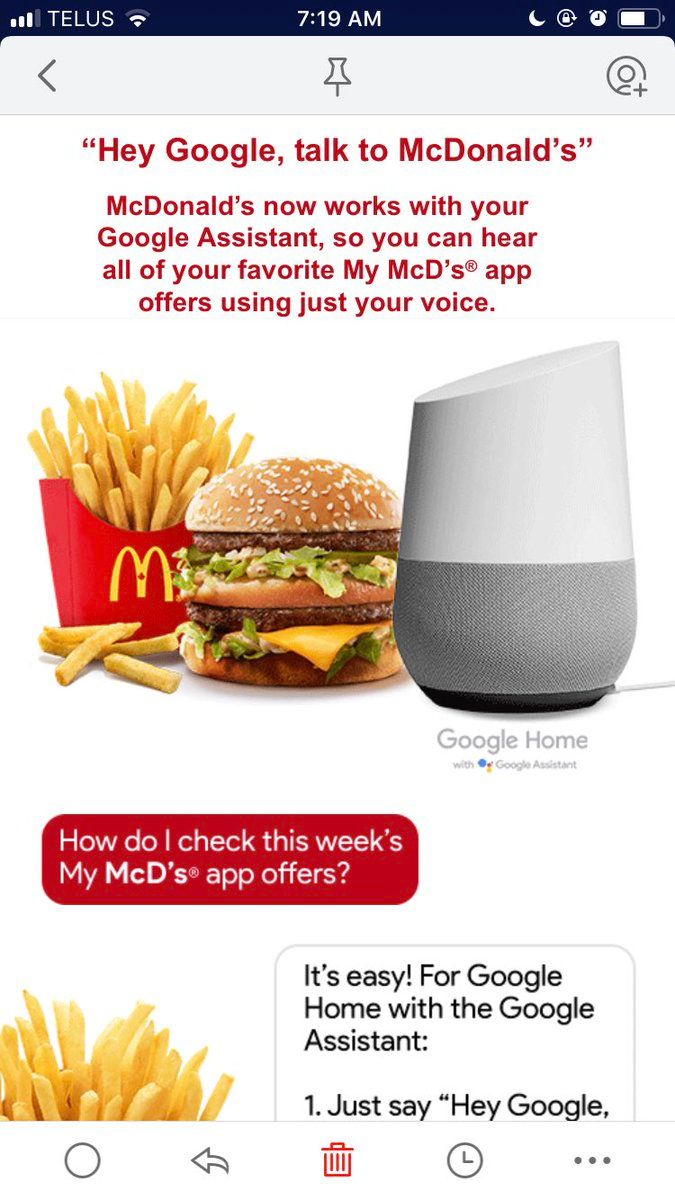 TELUS 7:19 AM
“Hey Google, talk to McDonald’s”
McDonald’s now works with your
Google Assistant, so you can hear
all of your favorite My McD’s® app
offers using just your voice.
Google Home
with Google Assistant
How do I check this week’s
My McD’s® app offers?
It’s easy! For Google
Home with the Google
Assistant:
1. Just say “Hey Google,